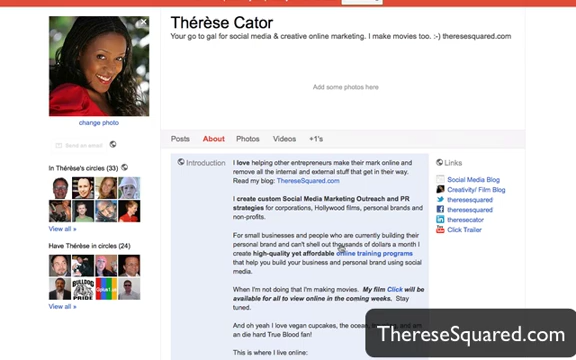 Thérèse Cator
Your go to gal for social media & creative online marketing. I make movies too. :-) theresesquared.com
Add some photos here
change photo
Send an email
Posts About Photos Videos +1's
In Thérèse's circles (33)
View all »
Have Thérèse in circles (24)
BULLDOG
PRIDE
View all »
Introduction
I love helping other entrepreneurs make their mark online and
remove all the internal and external stuff that get in their way.
Read my blog: ThereseSquared.com
I create custom Social Media Marketing Outreach and PR
strategies for corporations, Hollywood films, personal brands and
non-profits.
For small businesses and people who are currently building their
personal brand and can't shell out thousands of dollars a month I
create high-quality yet affordable online training programs
that help you build your business and personal brand using social
media.
When I'm not doing that I'm making movies. My film Click will be
available for all to view online in the coming weeks. Stay
tuned.
And oh yeah I love vegan cupcakes, the ocean, and am
an die hard True Blood fan!
This is where I live online:
Links
Social Media Blog
Creativity/ Film Blog
theresesquared
theresesquared
theresecator
Click Trailer
ThereseSquared.com